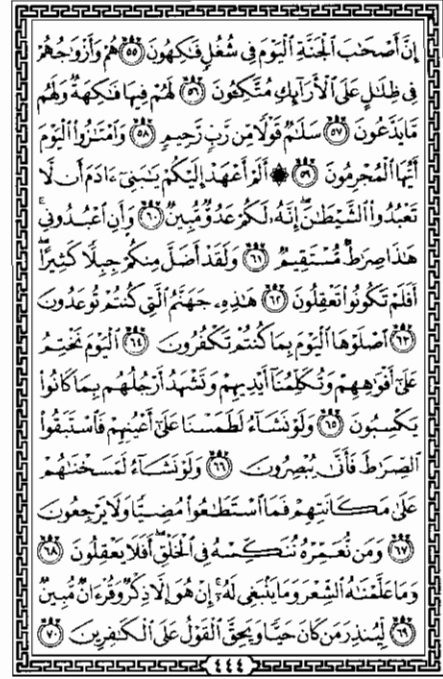 إِنَّ أَصْحَٰبَ ٱلْجَنَّةِ ٱلْيَوْمَ فِى شُغُلٍ فَٰكِهُونَ ٥٥ هُمْ وَأَزْوَٰجُهُمْ
فِى ظِلَٰلٍ عَلَى ٱلْأَرَآئِكِ مُتَّكِـُٔونَ ٥٦ لَهُمْ فِيهَا فَٰكِهَةٌ وَلَهُم
مَّا يَدَّعُونَ ٥٧ سَلَٰمٌ قَوْلًا مِّن رَّبٍّ رَّحِيمٍ ٥٨ وَٱمْتَٰزُوا۟ ٱلْيَوْمَ
أَيُّهَا ٱلْمُجْرِمُونَ ٥٩ ۞ أَلَمْ أَعْهَدْ إِلَيْكُمْ يَٰبَنِىٓ ءَادَمَ أَن لَّا
تَعْبُدُوا۟ ٱلشَّيْطَٰنَ ۖ إِنَّهُۥ لَكُمْ عَدُوٌّ مُّبِينٌ ٦٠ وَأَنِ ٱعْبُدُونِى ۚ
هَٰذَا صِرَٰطٌ مُّسْتَقِيمٌ ٦١ وَلَقَدْ أَضَلَّ مِنكُمْ جِبِلًّا كَثِيرًا ۖ
أَفَلَمْ تَكُونُوا۟ تَعْقِلُونَ ٦٢ هَٰذِهِۦ جَهَنَّمُ ٱلَّتِى كُنتُمْ تُوعَدُونَ
٦٣ ٱصْلَوْهَا ٱلْيَوْمَ بِمَا كُنتُمْ تَكْفُرُونَ ٦٤ ٱلْيَوْمَ نَخْتِمُ
عَلَىٰٓ أَفْوَٰهِهِمْ وَتُكَلِّمُنَآ أَيْدِيهِمْ وَتَشْهَدُ أَرْجُلُهُم بِمَا كَانُوا۟
يَكْسِبُونَ ٦٥ وَلَوْ نَشَآءُ لَطَمَسْنَا عَلَىٰٓ أَعْيُنِهِمْ فَٱسْتَبَقُوا۟
ٱلصِّرَٰطَ فَأَنَّىٰ يُبْصِرُونَ ٦٦ وَلَوْ نَشَآءُ لَمَسَخْنَٰهُمْ
عَلَىٰ مَكَانَتِهِمْ فَمَا ٱسْتَطَٰعُوا۟ مُضِيًّا وَلَا يَرْجِعُونَ
٦٧ وَمَن نُّعَمِّرْهُ نُنَكِّسْهُ فِى ٱلْخَلْقِ ۖ أَفَلَا يَعْقِلُونَ ٦٨
وَمَا عَلَّمْنَٰهُ ٱلشِّعْرَ وَمَا يَنۢبَغِى لَهُۥٓ ۚ إِنْ هُوَ إِلَّا ذِكْرٌ وَقُرْءَانٌ مُّبِينٌ
٦٩ لِّيُنذِرَ مَن كَانَ حَيًّا وَيَحِقَّ ٱلْقَوْلُ عَلَى ٱلْكَٰفِرِينَ ٧٠
٤٤٤